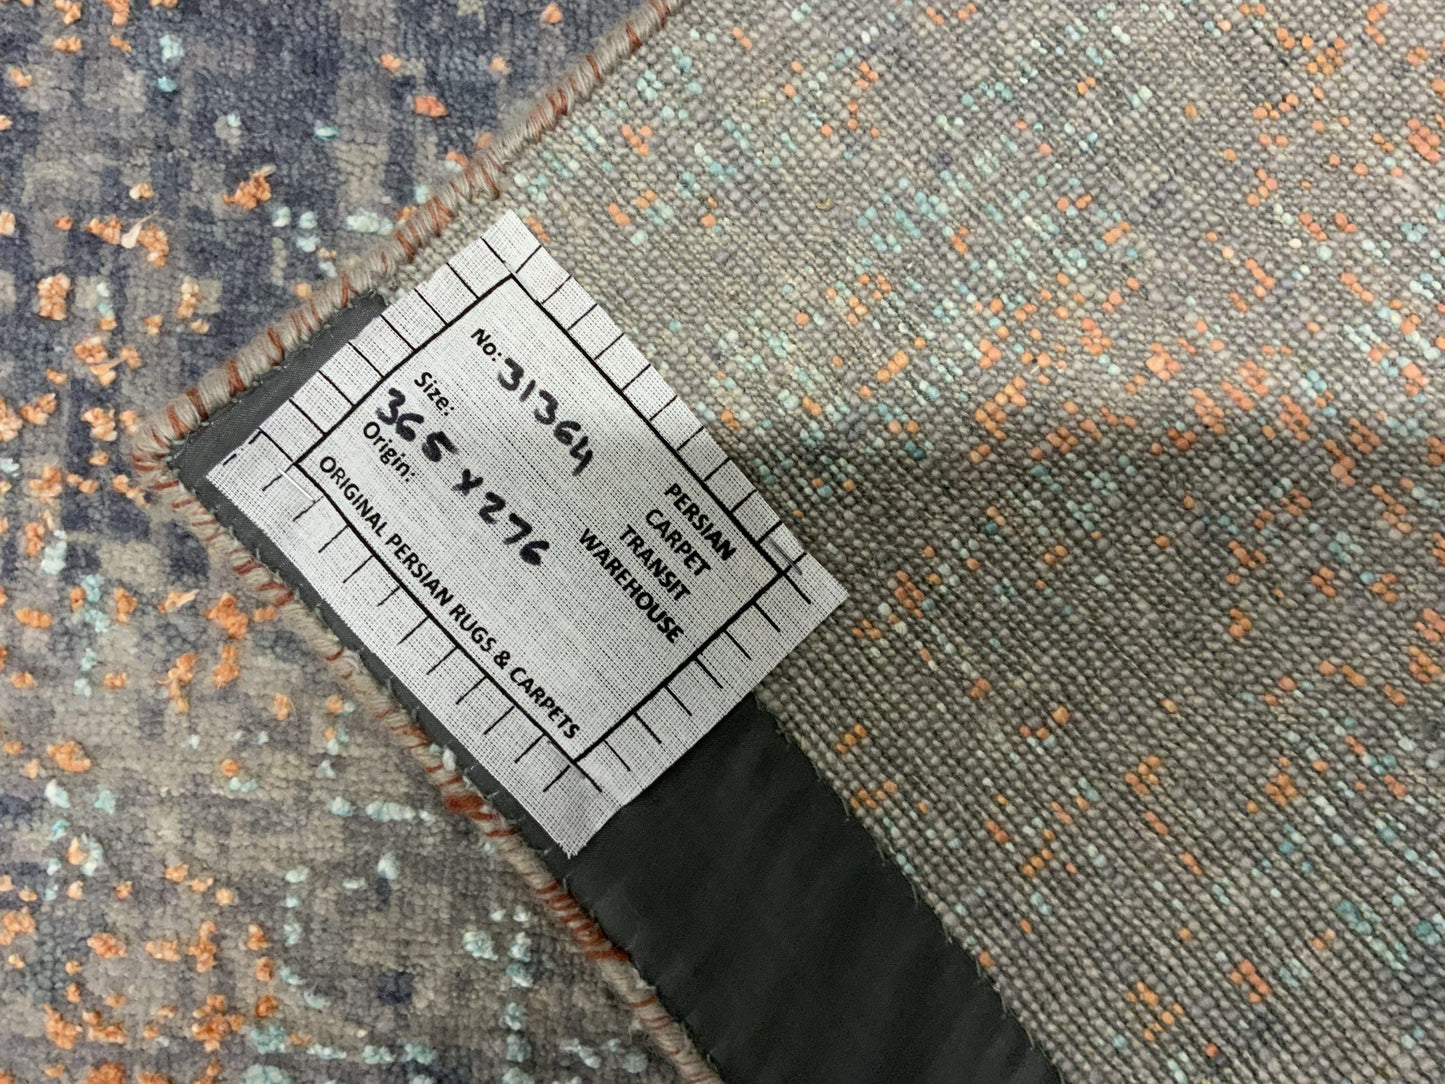 No: 31364
Size:
365 x 276
Origin:
PERSIAN
CARPET
TRANSIT
WAREHOUSE
ORIGINAL PERSIAN RUGS & CARPETS